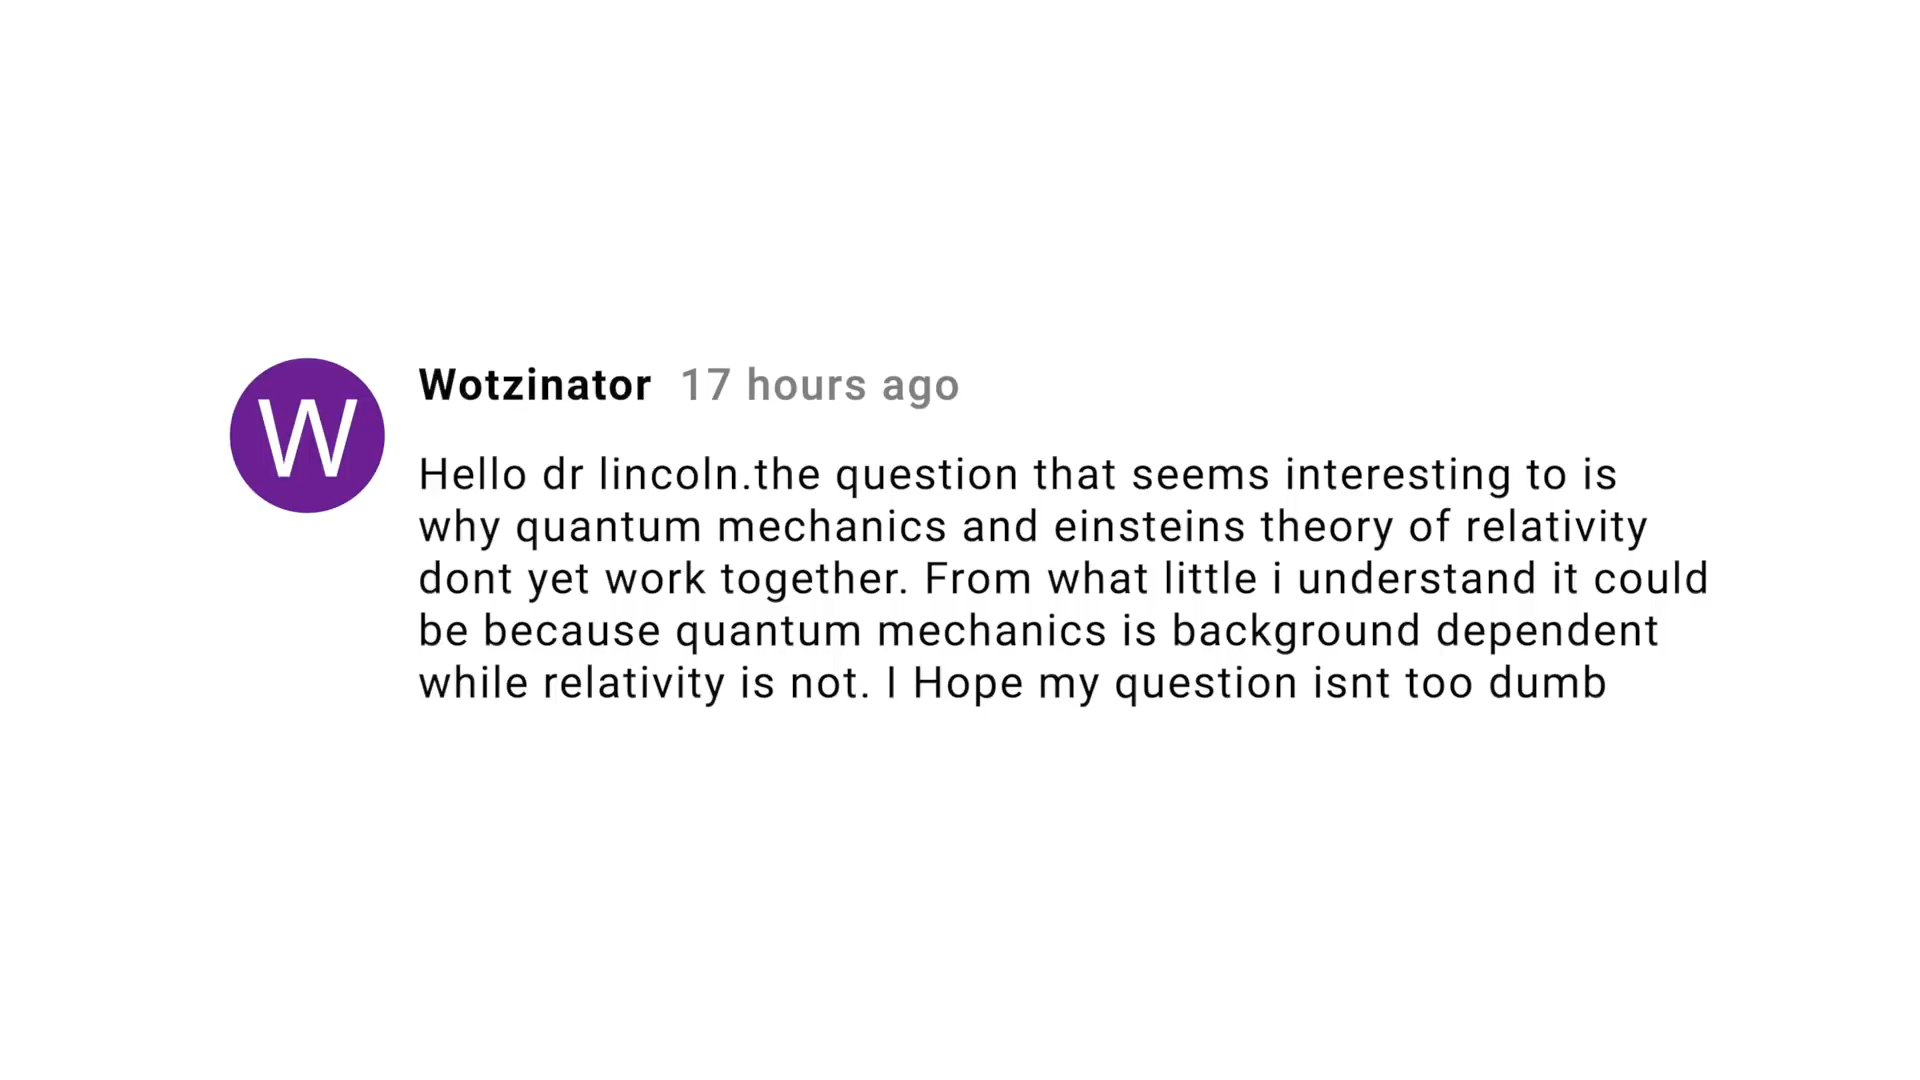 W
Wotzinator 17 hours ago
Hello dr lincoln.the question that seems interesting to is
why quantum mechanics and einsteins theory of relativity
dont yet work together. From what little i understand it could
be because quantum mechanics is background dependent
while relativity is not. I Hope my question isnt too dumb